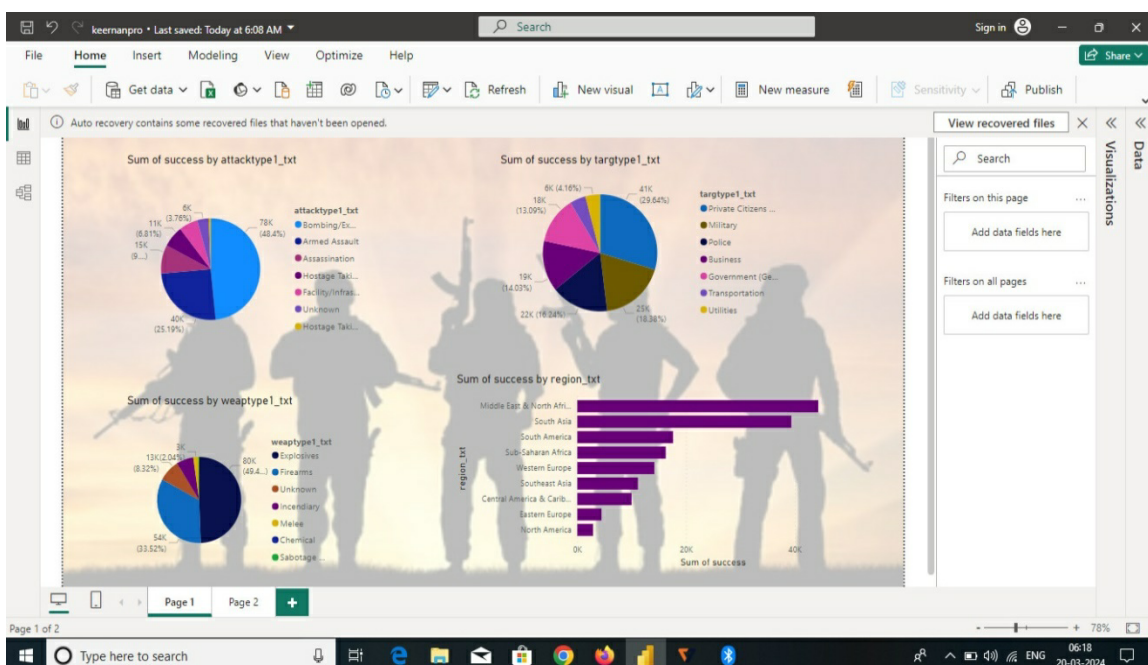 keernanpro • Last saved: Today at 6:08 AM
Search
Sign in
File Home Insert Modeling View Optimize Help
Share
Get data
Refresh
New visual
New measure
Sensitivity
Publish
Auto recovery contains some recovered files that haven't been opened.
View recovered files
Sum of success by attacktype1_txt
6K
(3.76%)
11K
(6.81%)
15K
(9...)
78K
(48.4%)
40K
(25.19%)
attacktype1_txt
Bombing/Ex...
Armed Assault
Assassination
Hostage Taki...
Facility/Infras...
Unknown
Hostage Taki...
Sum of success by targtype1_txt
6K (4.16%)
18K
(13.09%)
41K
(29.64%)
19K
(14.03%)
22K (16.24%)
25K
(18.38%)
targtype1_txt
Private Citizens ...
Military
Police
Business
Government (Ge...
Transportation
Utilities
Sum of success by weaptype1_txt
3K
(2.04%)
13K
(8.32%)
80K
(49.4...)
54K
(33.52%)
weaptype1_txt
Explosives
Firearms
Unknown
Incendiary
Melee
Chemical
Sabotage ...
Sum of success by region_txt
region_txt
Middle East & North Afri...
South Asia
South America
Sub-Saharan Africa
Western Europe
Southeast Asia
Central America & Carib...
Eastern Europe
North America
0K 20K 40K
Sum of success
Search
Filters on this page ...
Add data fields here
Filters on all pages ...
Add data fields here
Visualizations
Data
Page 1 Page 2
Page 1 of 2
78%
Type here to search
ENG
06:18
20-03-2024